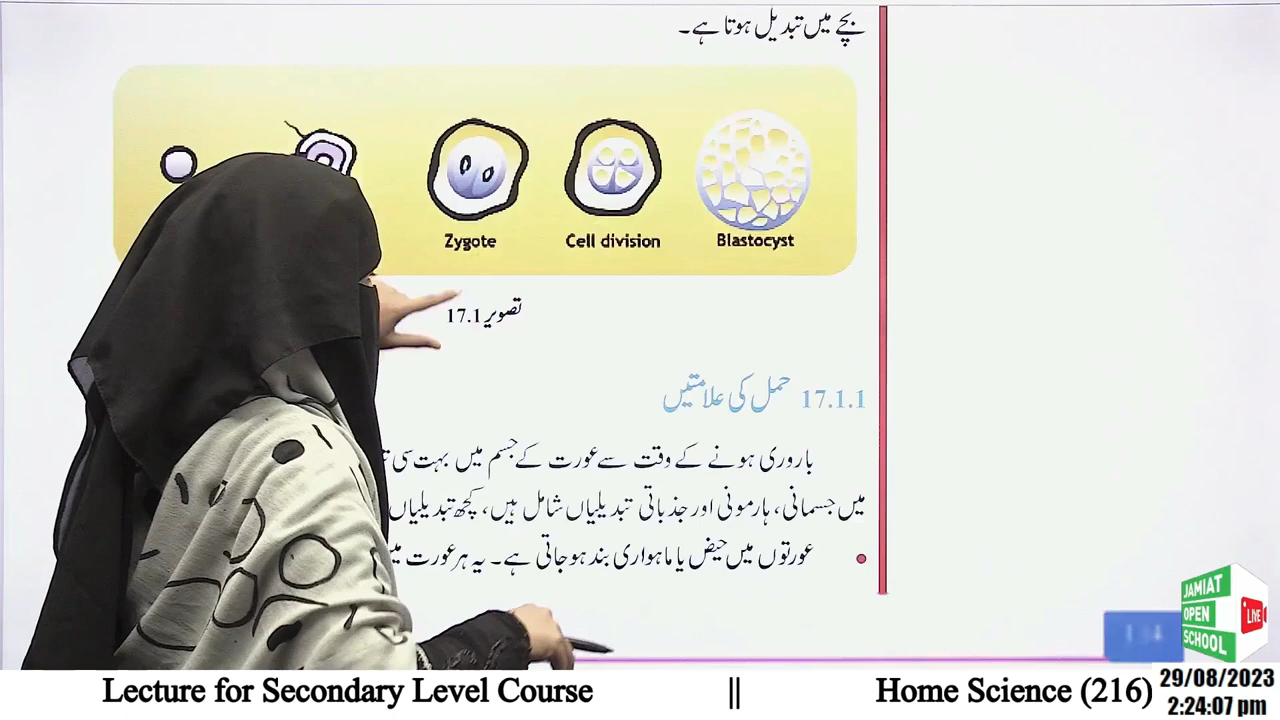 بچے میں تبدیل ہوتا ہے۔
Zygote
Cell division
Blastocyst
تصویر 17.1
17.1.1 حمل کی علامتیں
باروری ہونے کے وقت سے عورت کے جسم میں بہت سی
میں جسمانی، ہارمونی اور جذباتی تبدیلیاں شامل ہیں، کچھ تبدیلیاں
• عورتوں میں حیض یا ماہواری بند ہوجاتی ہے۔ یہ ہر عورت
JAMIAT
OPEN
SCHOOL
LIVE
Lecture for Secondary Level Course || Home Science (216)
29/08/2023
2:24:07 pm